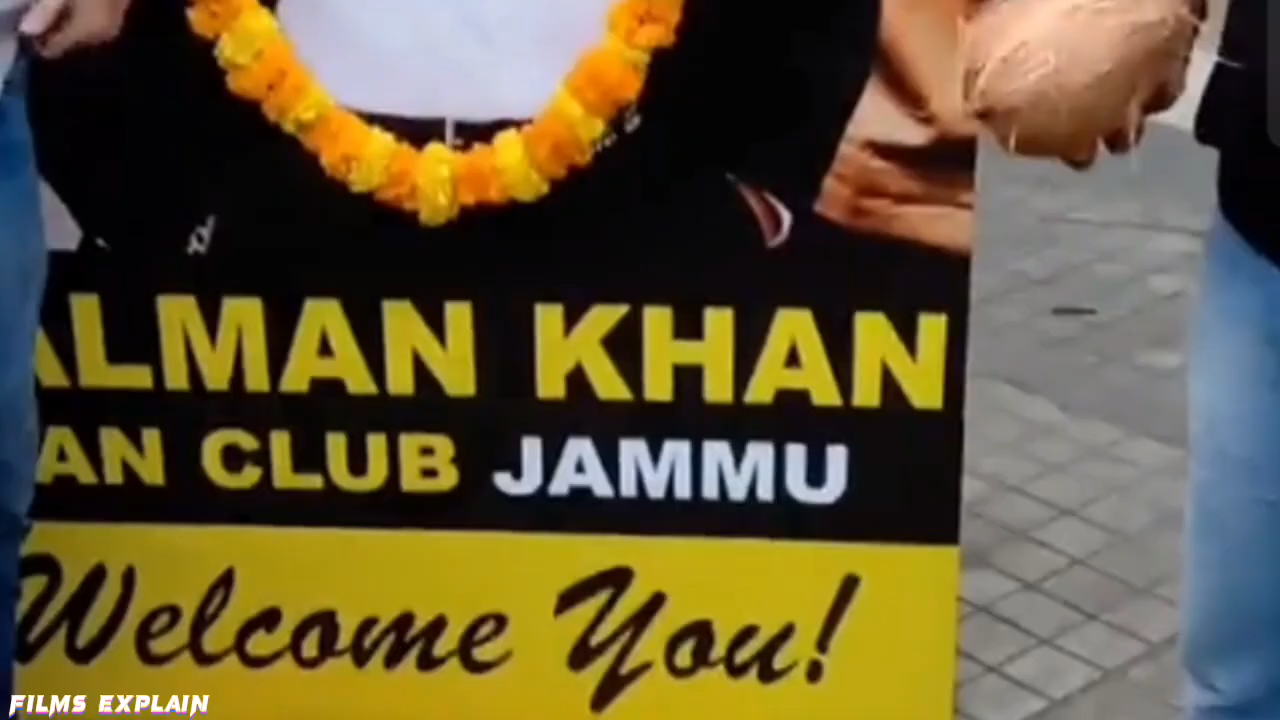 ALMAN KHAN
AN CLUB JAMMU
Welcome You!
FILMS EXPLAIN